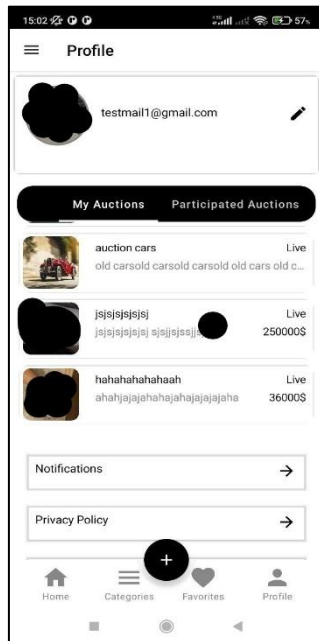 15:02 57%
Profile
testmail1@gmail.com
My Auctions Participated Auctions
auction cars Live
old carsold carsold carsold old cars old c...
jsjsjsjsjsj Live
250000$
hahahahahahaah Live
ahahjajajahahajahajajajajaha 36000$
Notifications
Privacy Policy
Home Categories Favorites Profile